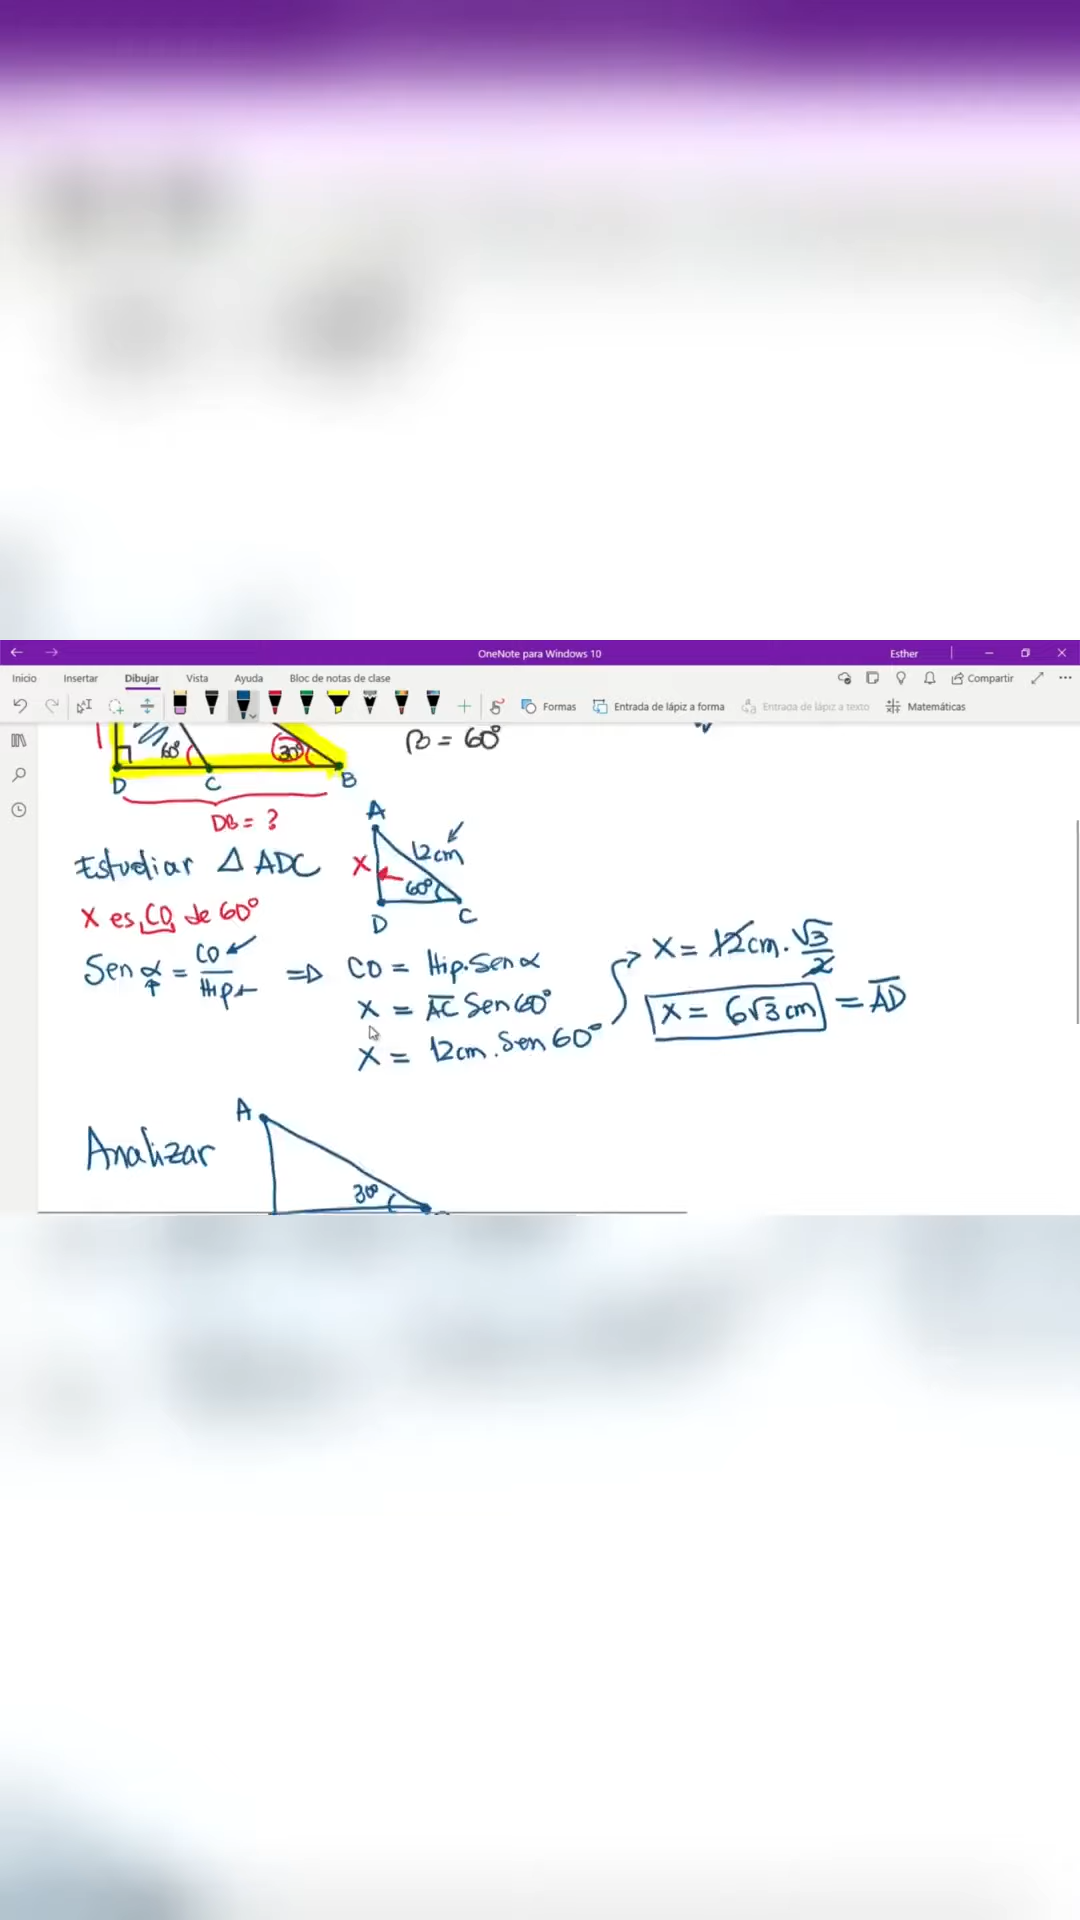 OneNote para Windows 10
Esther
Inicio Insertar Dibujar Vista Ayuda Bloc de notas de clase
Compartir
Formas Entrada de lápiz a forma Entrada de lápiz a texto Matemáticas
60° 30° β = 60°
D C B
DB = ?
A
Estudiar △ ADC X 12cm
60°
X es CO de 60°
D C
Sen α = CO/Hip ⇒ CO = Hip. Sen α
X = AC Sen 60°
X = 12cm. Sen 60°
X = 12cm. √3/2
X = 6√3 cm = AD
A
Analizar
30°